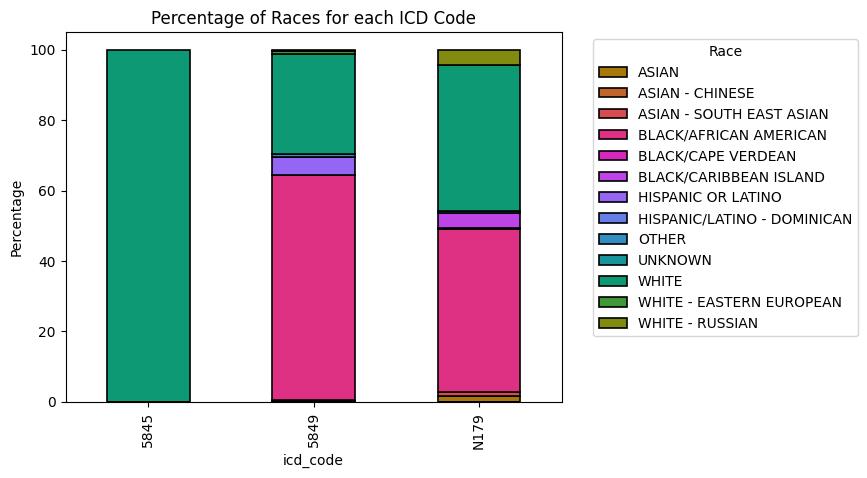 Percentage of Races for each ICD Code
Percentage
100
80
60
40
20
0
5845
5849
N179
icd_code
Race
ASIAN
ASIAN - CHINESE
ASIAN - SOUTH EAST ASIAN
BLACK/AFRICAN AMERICAN
BLACK/CAPE VERDEAN
BLACK/CARIBBEAN ISLAND
HISPANIC OR LATINO
HISPANIC/LATINO - DOMINICAN
OTHER
UNKNOWN
WHITE
WHITE - EASTERN EUROPEAN
WHITE - RUSSIAN